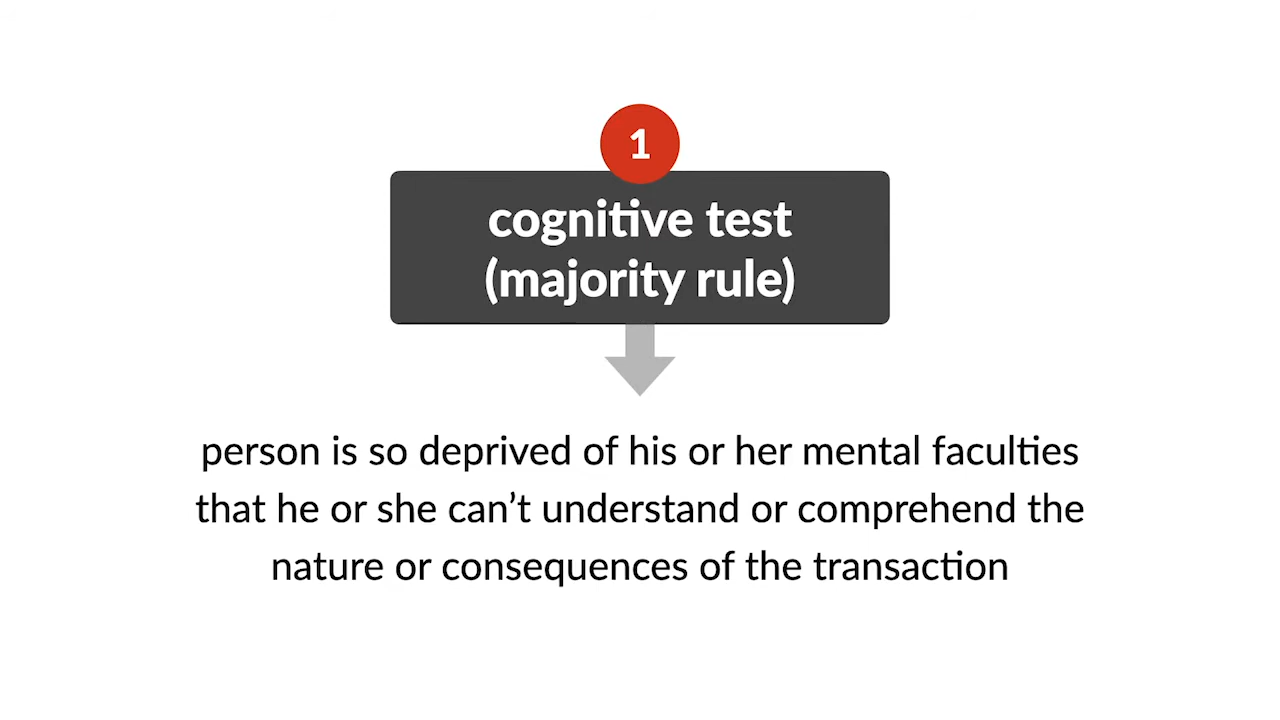 1
cognitive test
(majority rule)
person is so deprived of his or her mental faculties
that he or she can’t understand or comprehend the
nature or consequences of the transaction